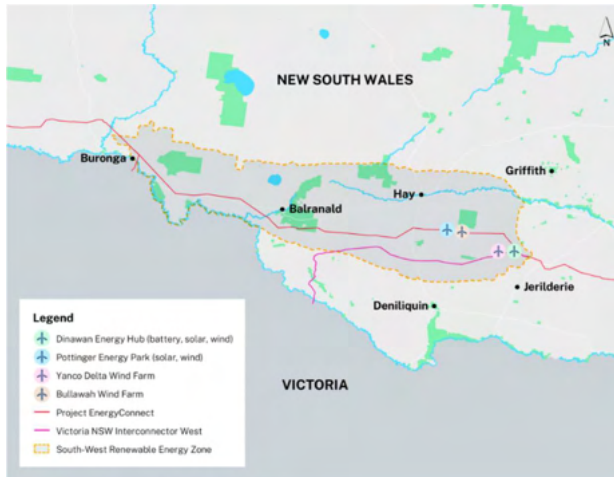 N
NEW SOUTH WALES
Buronga
Griffith
Hay
Balranald
Jerilderie
Deniliquin
VICTORIA
Legend
Dinawan Energy Hub (battery, solar, wind)
Pottinger Energy Park (solar, wind)
Yanco Delta Wind Farm
Bullawah Wind Farm
Project EnergyConnect
Victoria NSW Interconnector West
South-West Renewable Energy Zone